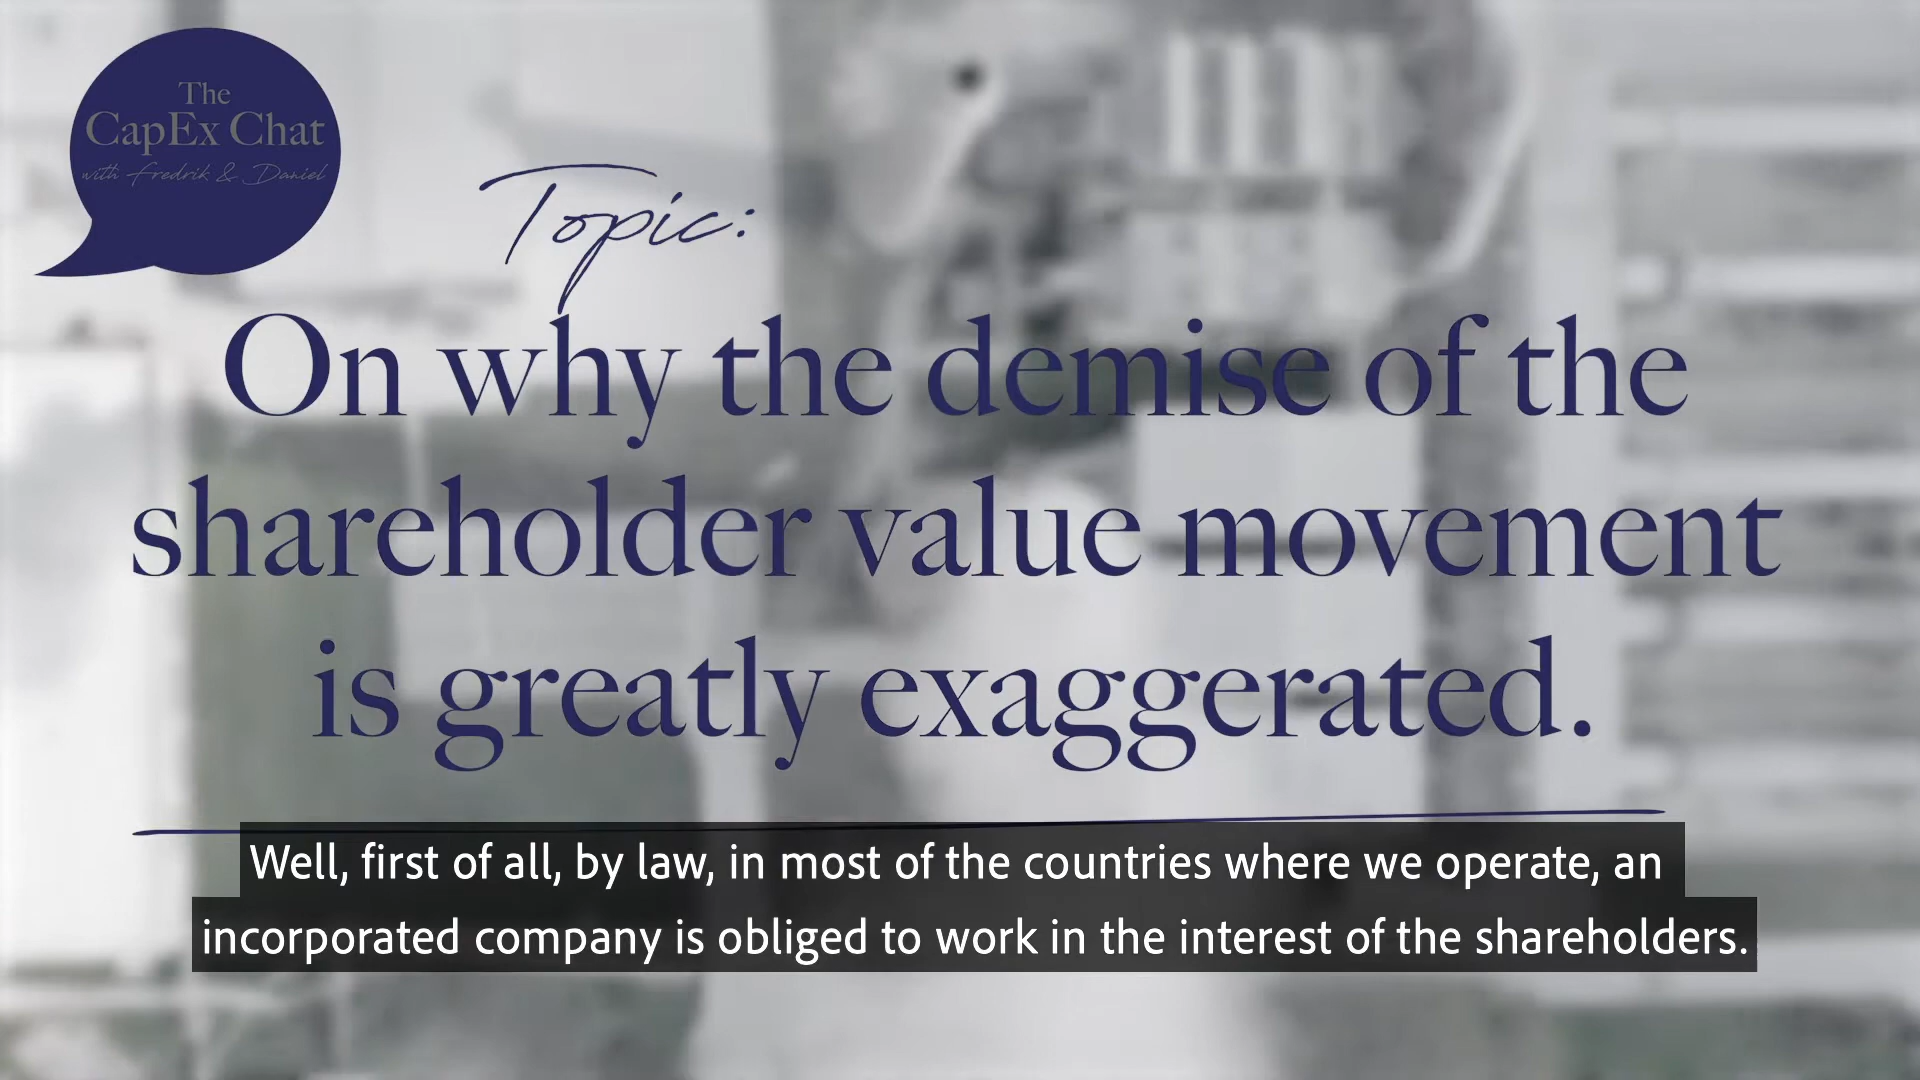 The
CapEx Chat
with Fredrik & Daniel
Topic:
On why the demise of the
shareholder value movement
is greatly exaggerated.
Well, first of all, by law, in most of the countries where we operate, an
incorporated company is obliged to work in the interest of the shareholders.